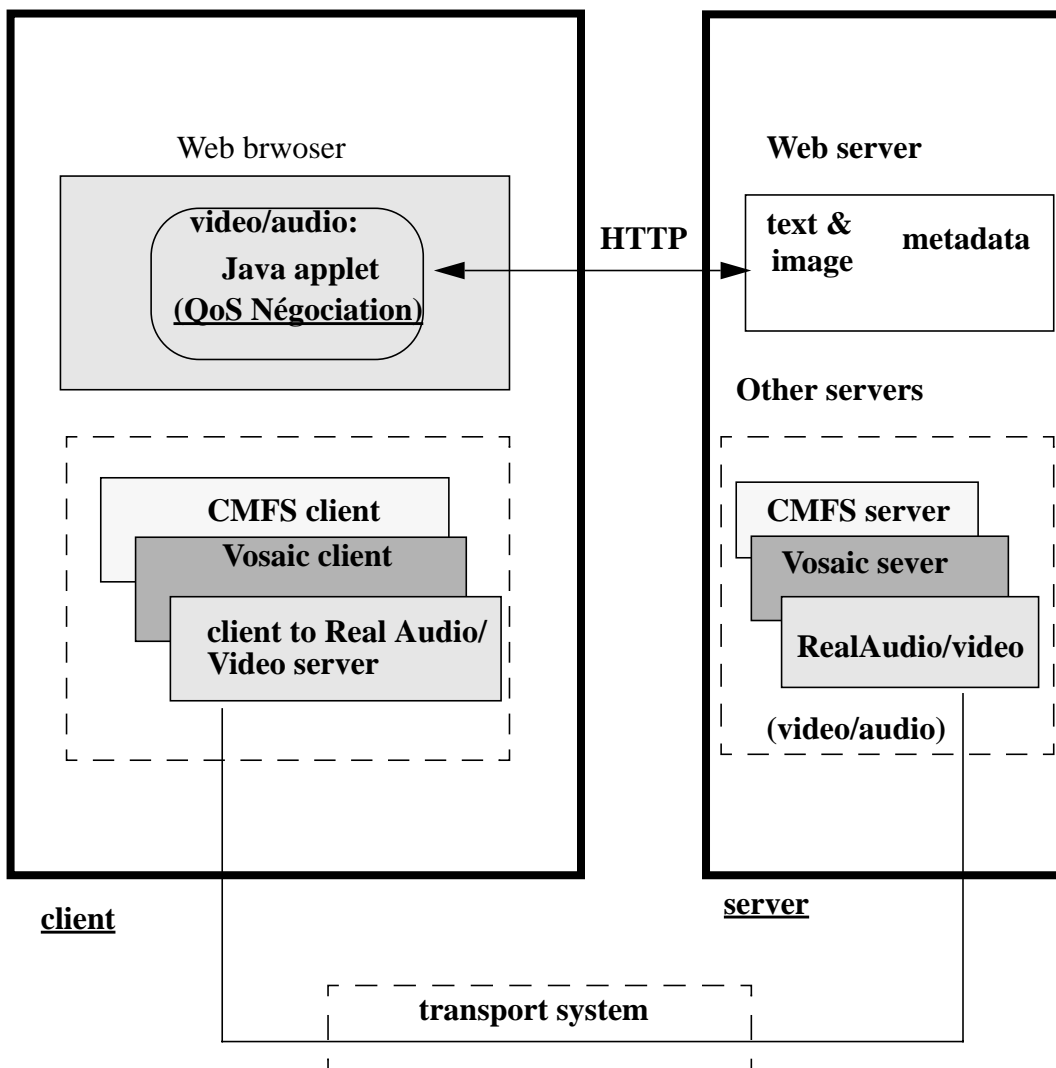 Web brwoser
video/audio:
Java applet
(QoS Négociation)
HTTP
Web server
text &
image
metadata
Other servers
CMFS client
Vosaic client
client to Real Audio/
Video server
CMFS server
Vosaic sever
RealAudio/video
(video/audio)
client
server
transport system